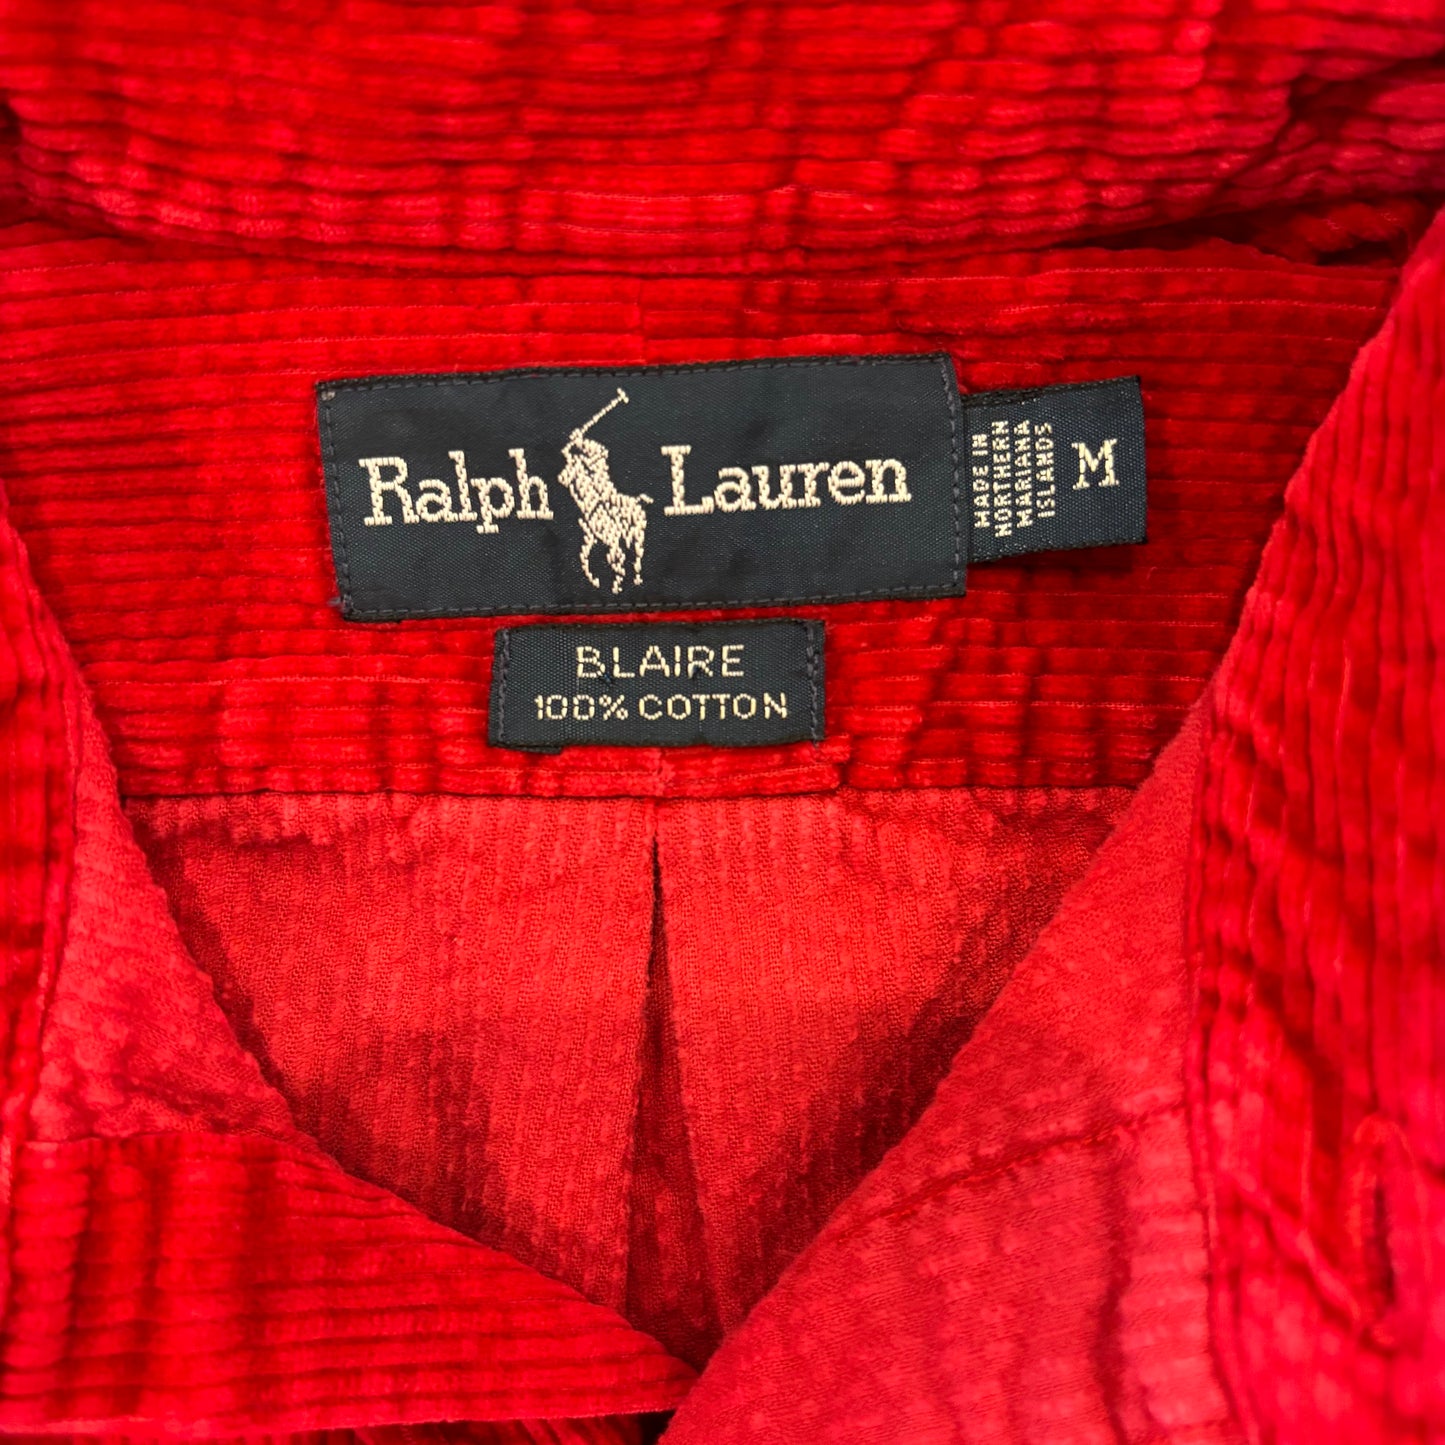 Ralph Lauren
MADE IN
NORTHERN
MARIANA
ISLANDS
M
BLAIRE
100% COTTON